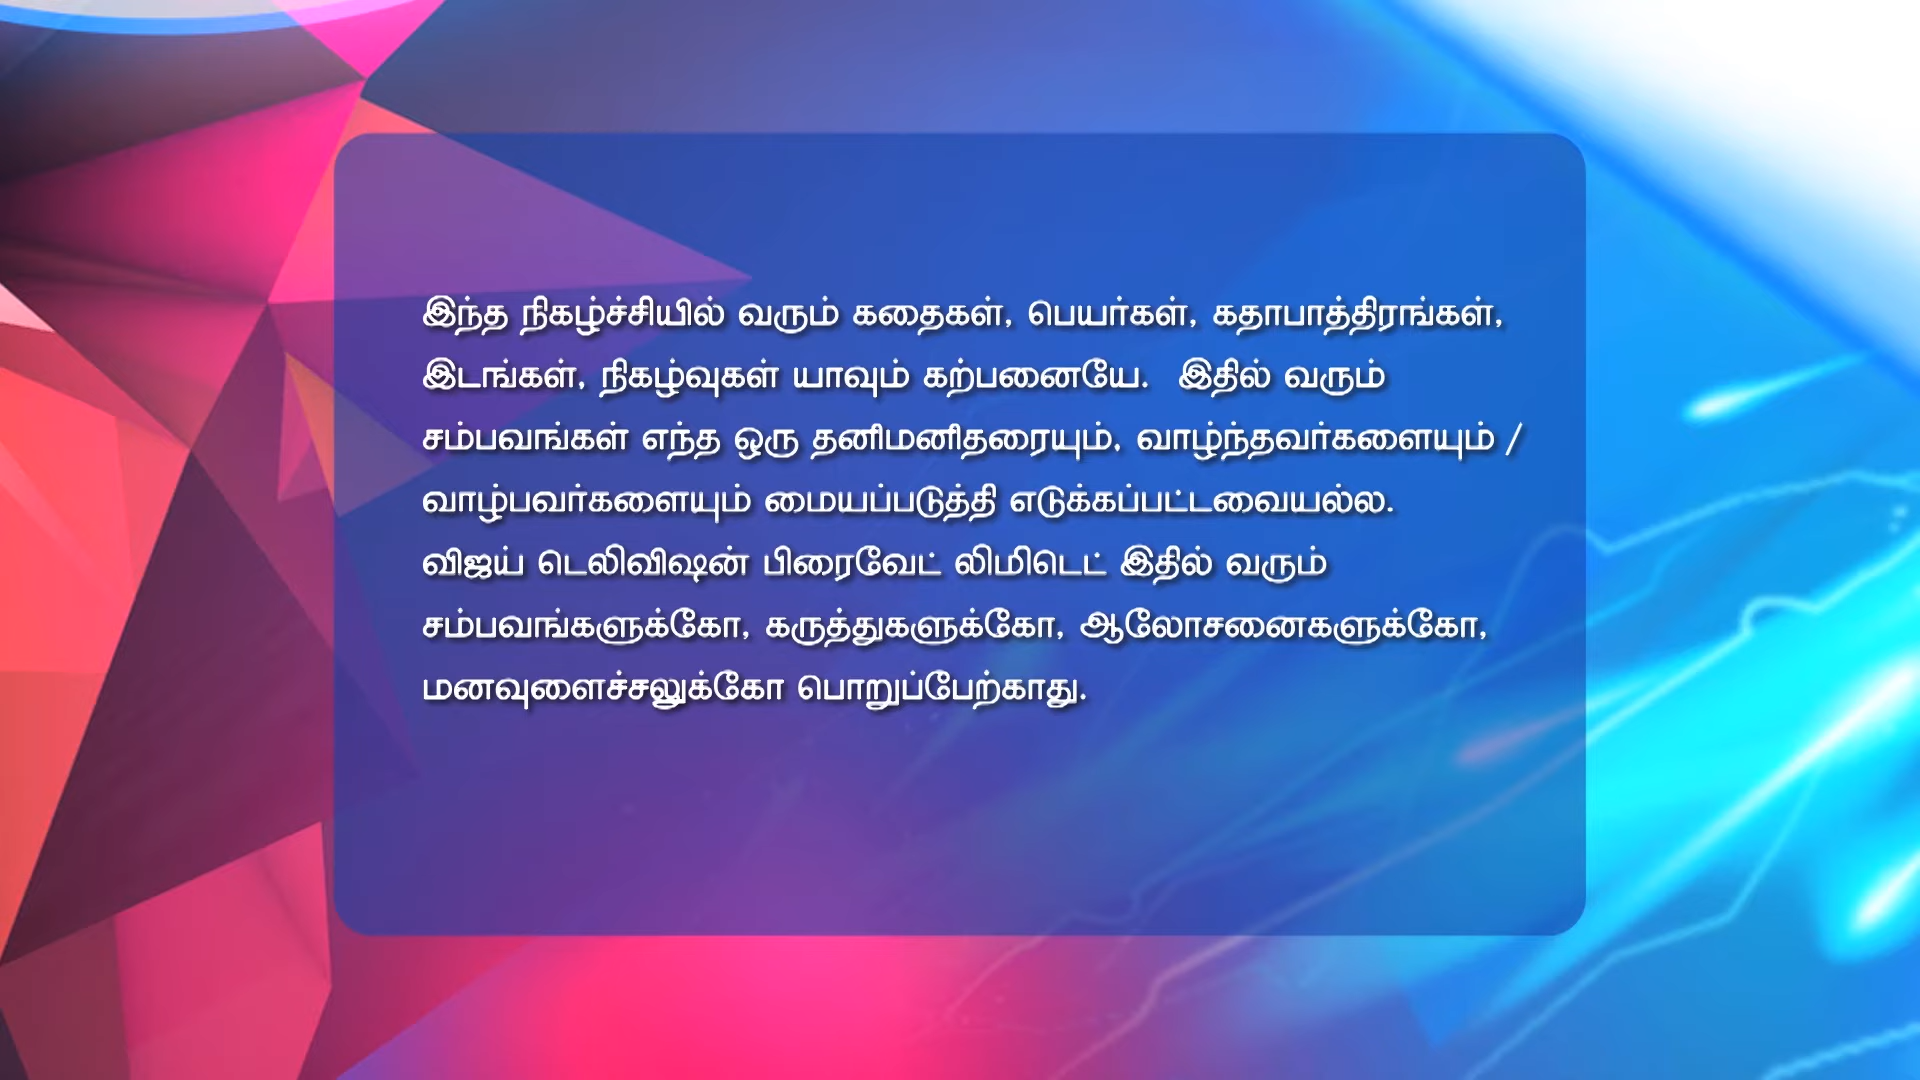 இந்த நிகழ்ச்சியில் வரும் கதைகள், பெயர்கள், கதாபாத்திரங்கள்,
இடங்கள், நிகழ்வுகள் யாவும் கற்பனையே. இதில் வரும்
சம்பவங்கள் எந்த ஒரு தனிமனிதரையும், வாழ்ந்தவர்களையும் /
வாழ்பவர்களையும் மையப்படுத்தி எடுக்கப்பட்டவையல்ல.
விஜய் டெலிவிஷன் பிரைவேட் லிமிடெட் இதில் வரும்
சம்பவங்களுக்கோ, கருத்துகளுக்கோ, ஆலோசனைகளுக்கோ,
மனவுளைச்சலுக்கோ பொறுப்பேற்காது.